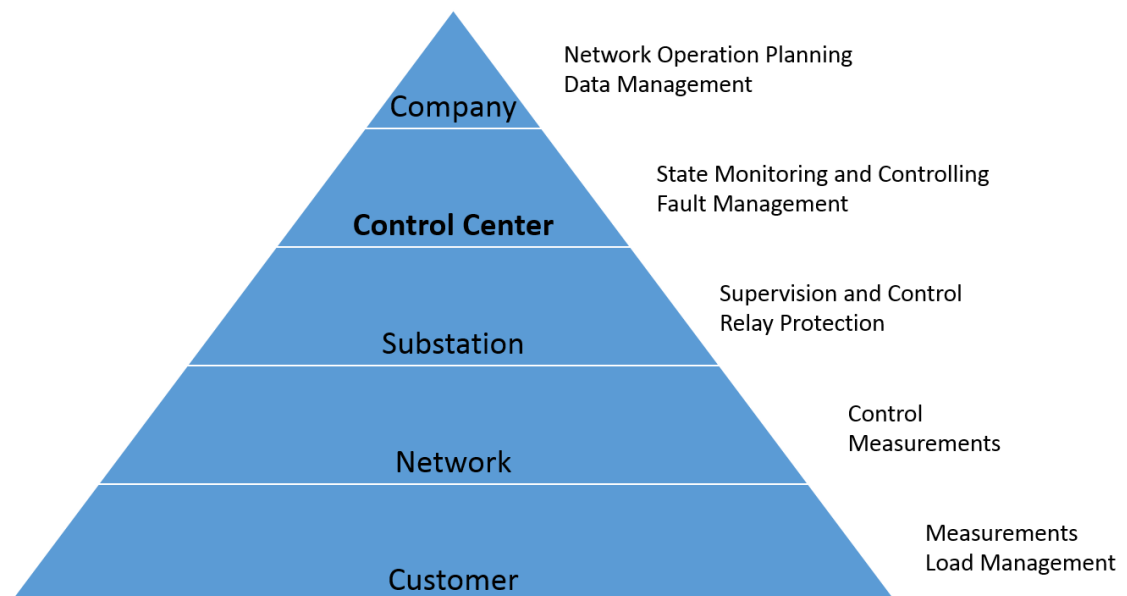 Network Operation Planning
Data Management
Company
State Monitoring and Controlling
Fault Management
Control Center
Supervision and Control
Relay Protection
Substation
Control
Measurements
Network
Measurements
Load Management
Customer